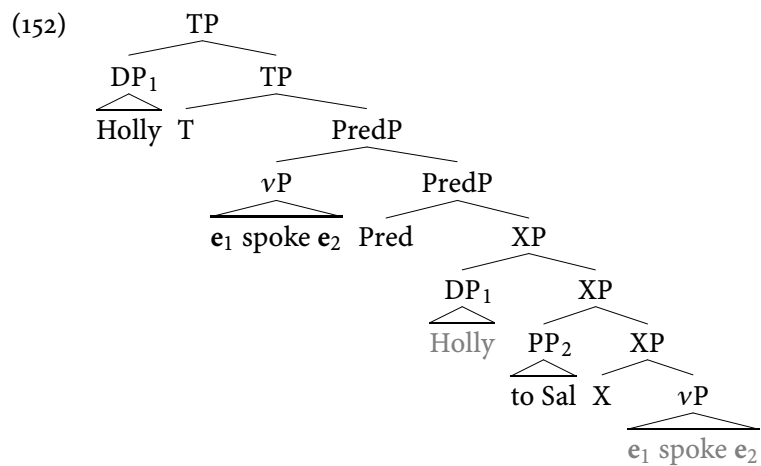 (152) TP
DP₁ TP
Holly T PredP
vP PredP
e₁ spoke e₂ Pred XP
DP₁ XP
Holly PP₂ XP
to Sal X vP
e₁ spoke e₂